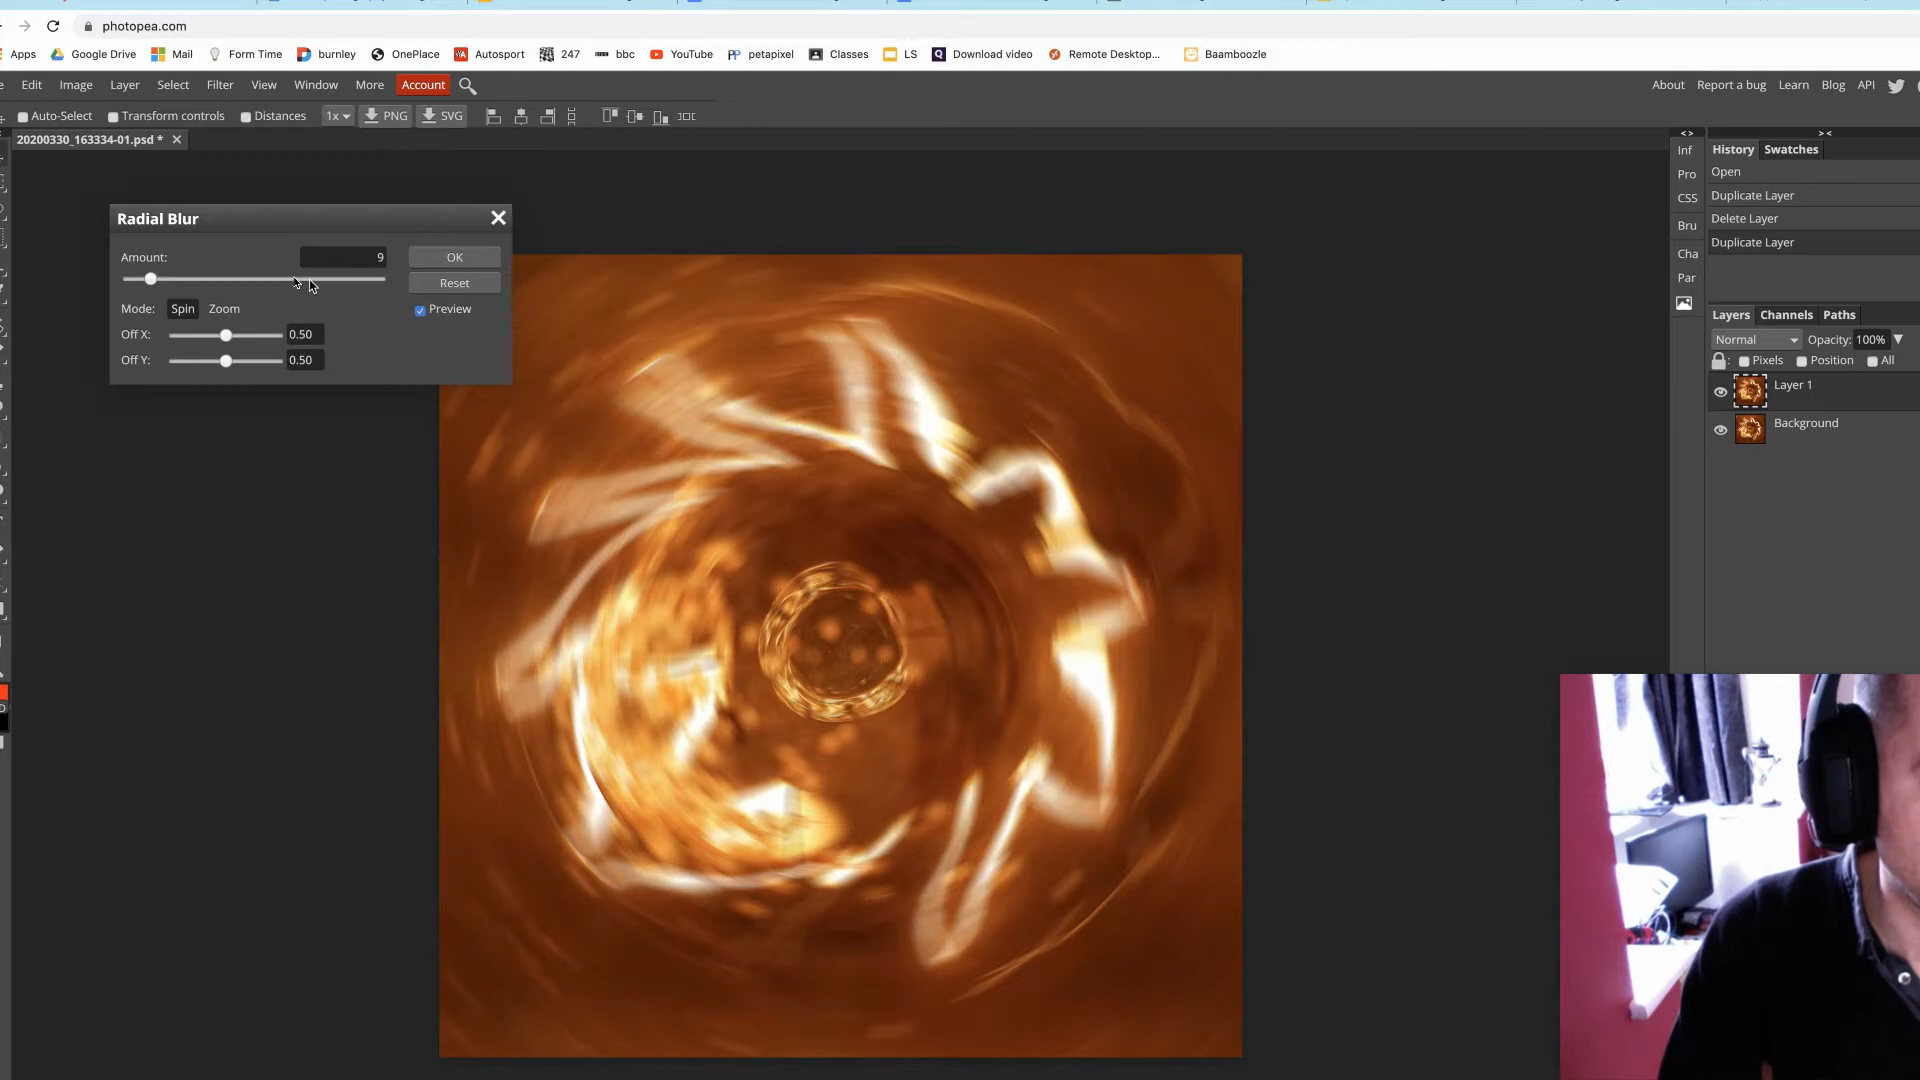 photopea.com
Apps Google Drive Mail Form Time burnley OnePlace Autosport 247 bbc YouTube petapixel Classes LS Download video Remote Desktop... Baamboozle
Edit Image Layer Select Filter View Window More Account About Report a bug Learn Blog API
Auto-Select Transform controls Distances 1x PNG SVG
20200330_163334-01.psd *
Radial Blur
Amount: 9 OK
Reset
Mode: Spin Zoom Preview
Off X: 0.50
Off Y: 0.50
< >
> <
Inf
Pro
CSS
Bru
Cha
Par
History Swatches
Open
Duplicate Layer
Delete Layer
Duplicate Layer
Layers Channels Paths
Normal Opacity: 100%
: Pixels Position All
Layer 1
Background